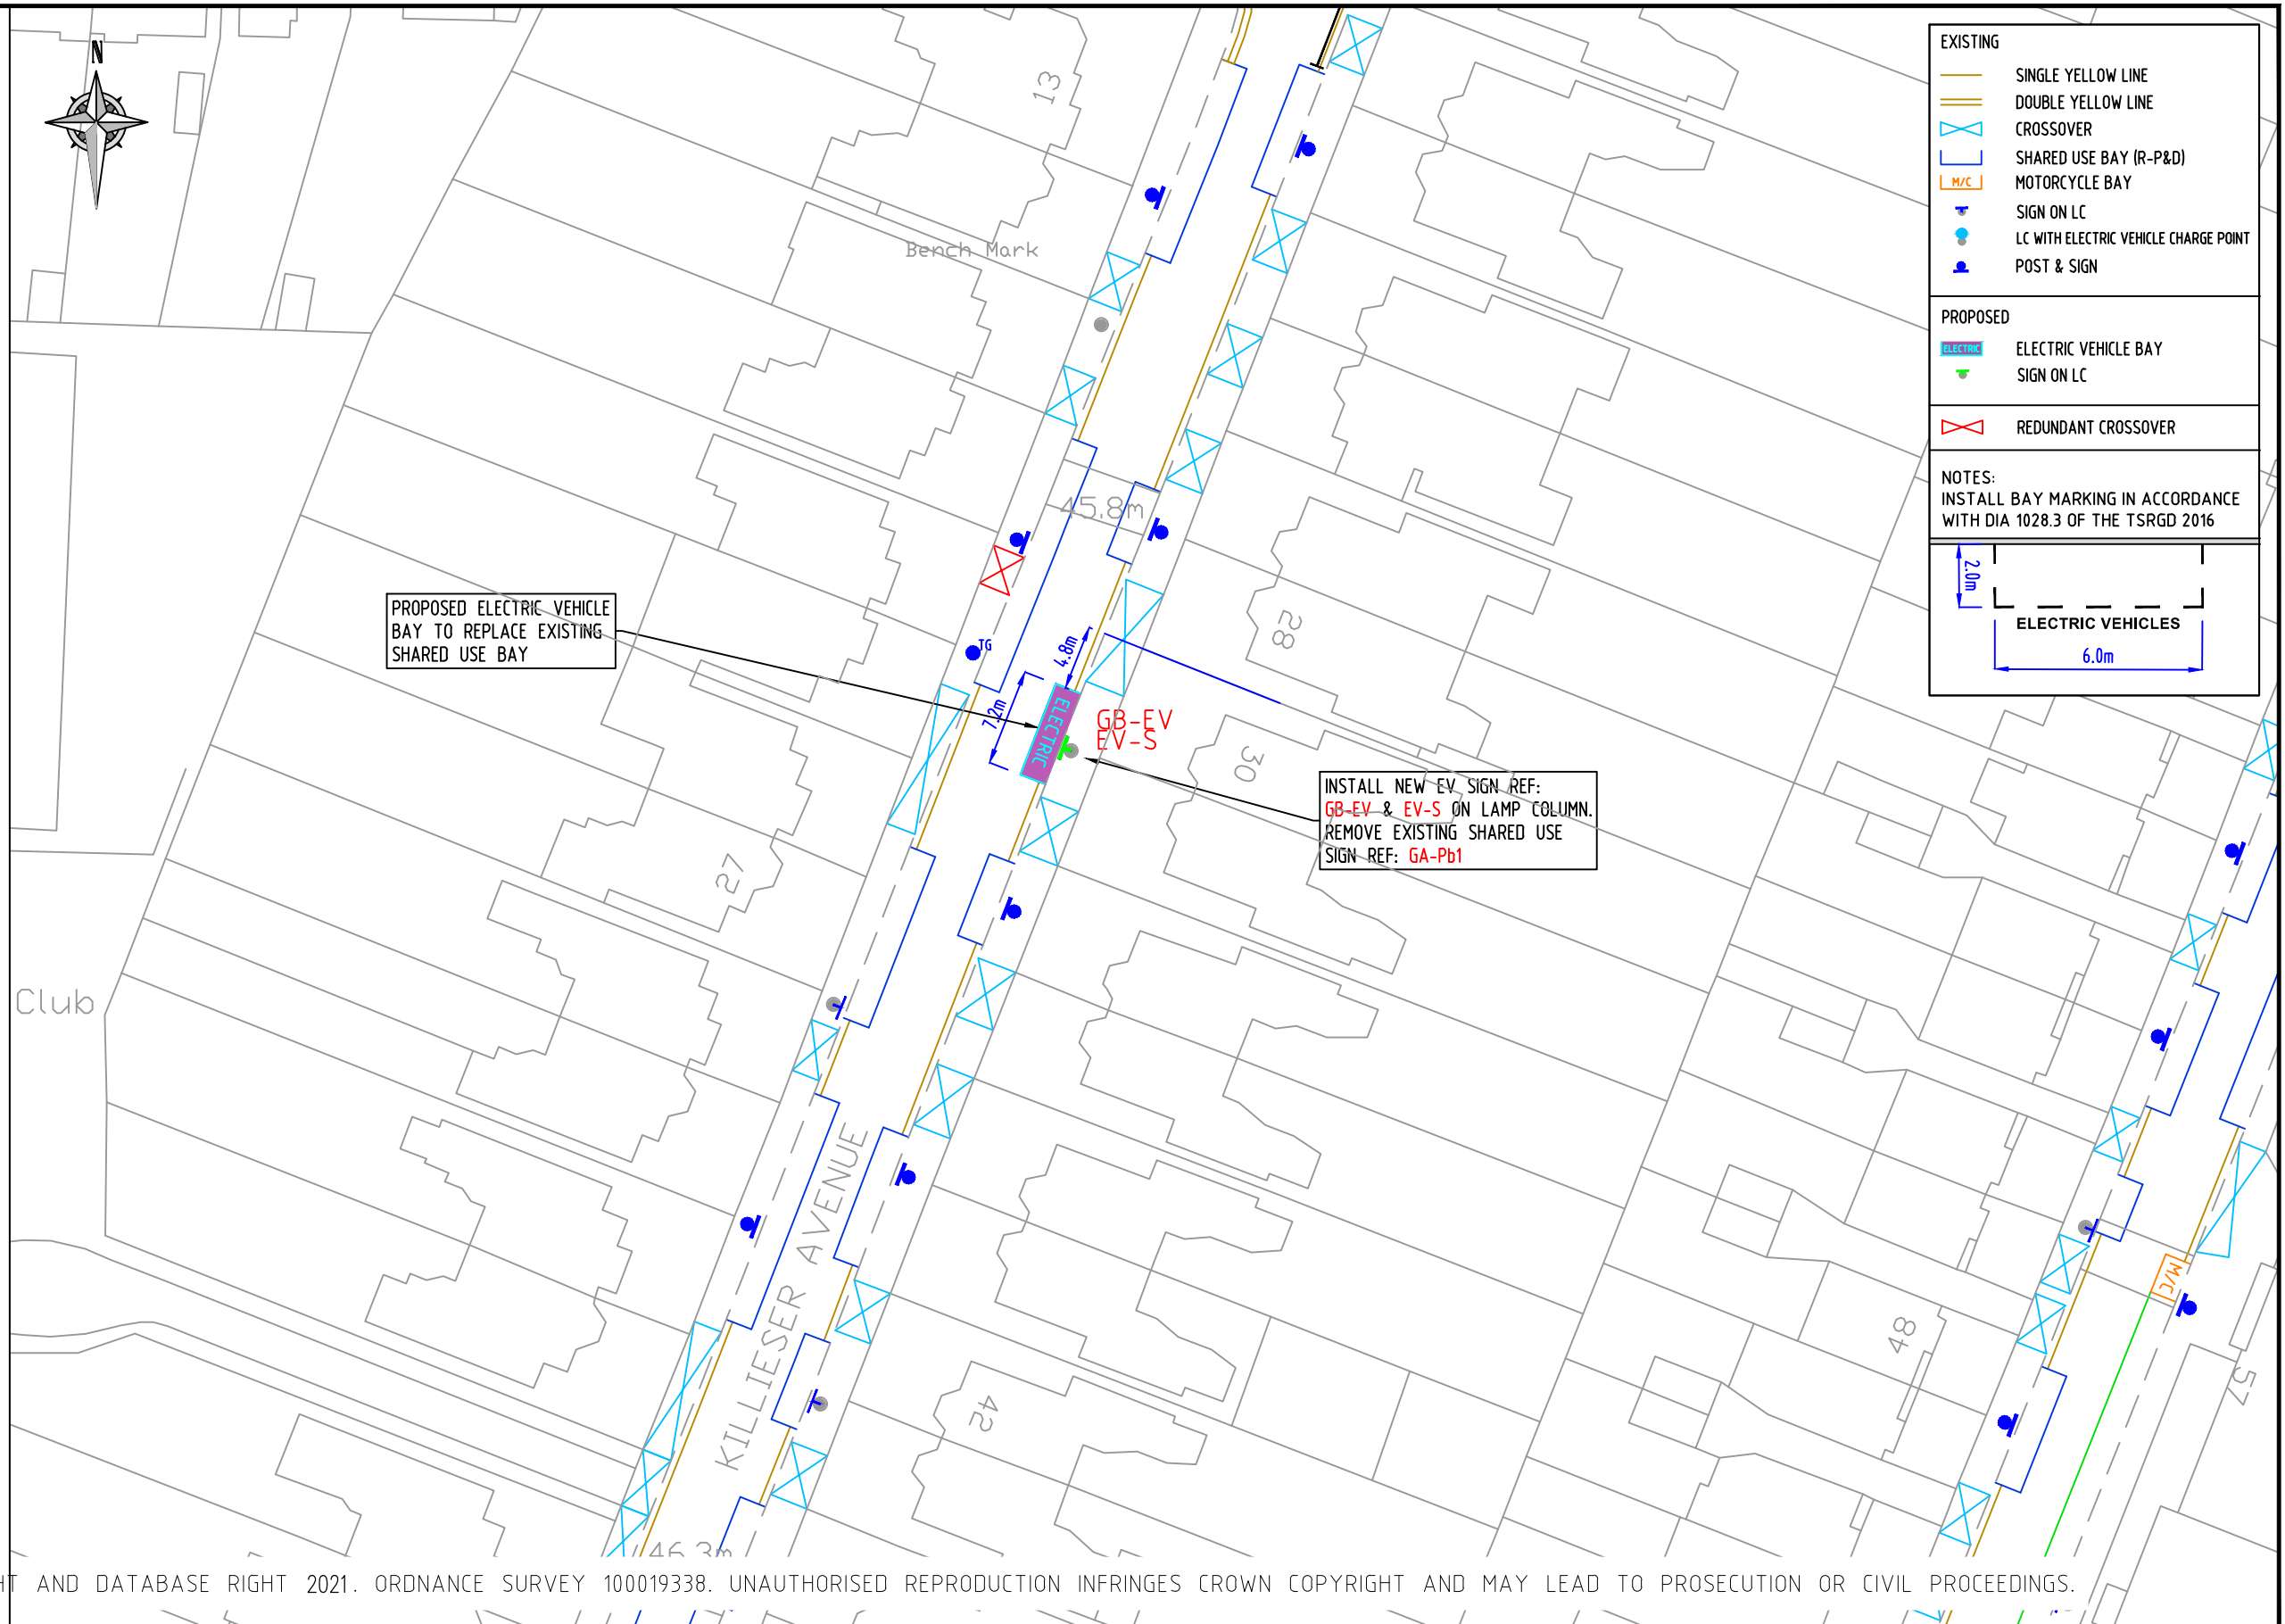 N
13
Bench Mark
45.8m
PROPOSED ELECTRIC VEHICLE
BAY TO REPLACE EXISTING
SHARED USE BAY
TG
4.8m
7.2m
ELECTRIC
GB-EV
EV-S
28
30
INSTALL NEW EV SIGN REF:
GB-EV & EV-S ON LAMP COLUMN.
REMOVE EXISTING SHARED USE
SIGN REF: GA-Pb1
27
Club
KILLIESER AVENUE
42
48
57
M/C
46.3m
EXISTING
SINGLE YELLOW LINE
DOUBLE YELLOW LINE
CROSSOVER
SHARED USE BAY (R-P&D)
M/C MOTORCYCLE BAY
SIGN ON LC
LC WITH ELECTRIC VEHICLE CHARGE POINT
POST & SIGN
PROPOSED
ELECTRIC ELECTRIC VEHICLE BAY
SIGN ON LC
REDUNDANT CROSSOVER
NOTES:
INSTALL BAY MARKING IN ACCORDANCE
WITH DIA 1028.3 OF THE TSRGD 2016
2.0m
ELECTRIC VEHICLES
6.0m
HT AND DATABASE RIGHT 2021. ORDNANCE SURVEY 100019338. UNAUTHORISED REPRODUCTION INFRINGES CROWN COPYRIGHT AND MAY LEAD TO PROSECUTION OR CIVIL PROCEEDINGS.